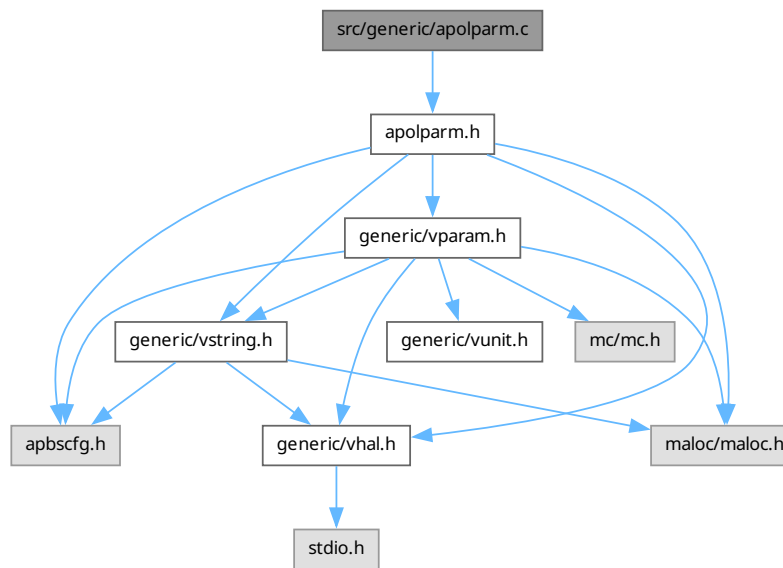 src/generic/apolparm.c
apolparm.h
generic/vparam.h
generic/vstring.h
generic/vunit.h
mc/mc.h
apbscfg.h
generic/vhal.h
maloc/maloc.h
stdio.h